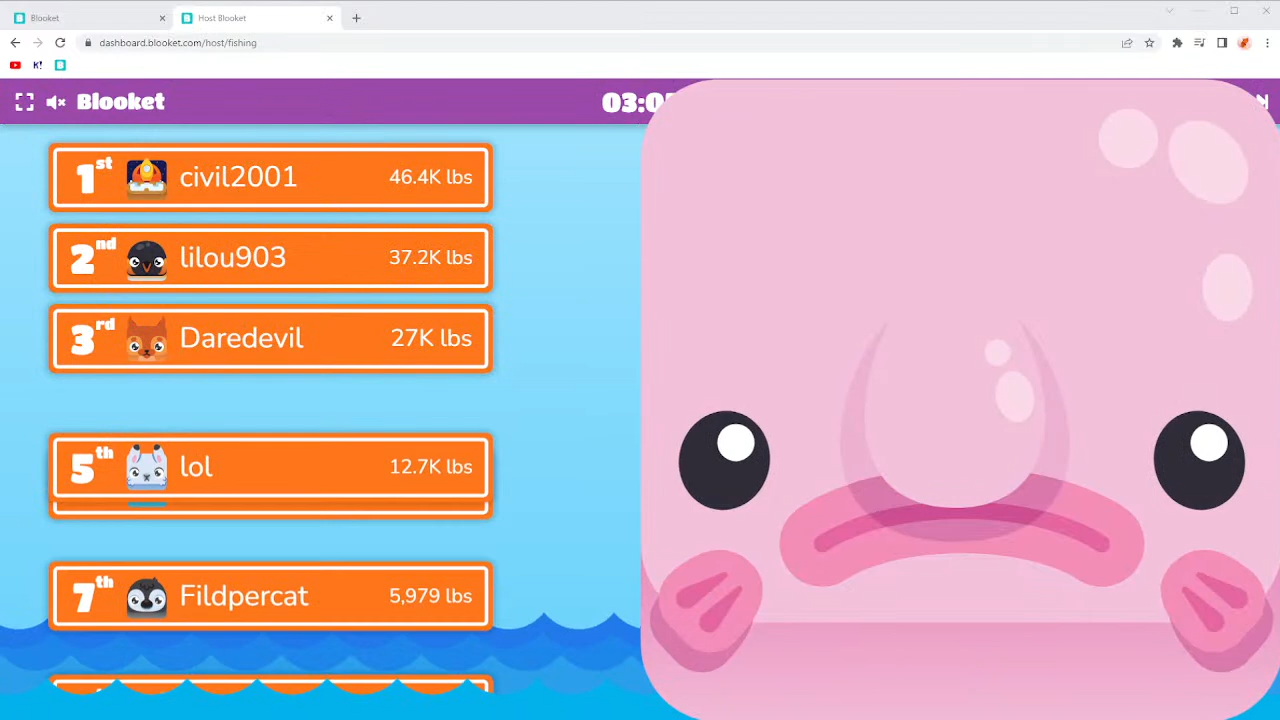 Blooket
Host Blooket
dashboard.blooket.com/host/fishing
K!
Blooket
1st civil2001 46.4K lbs
2nd lilou903 37.2K lbs
3rd Daredevil 27K lbs
5th lol 12.7K lbs
7th Fildpercat 5,979 lbs